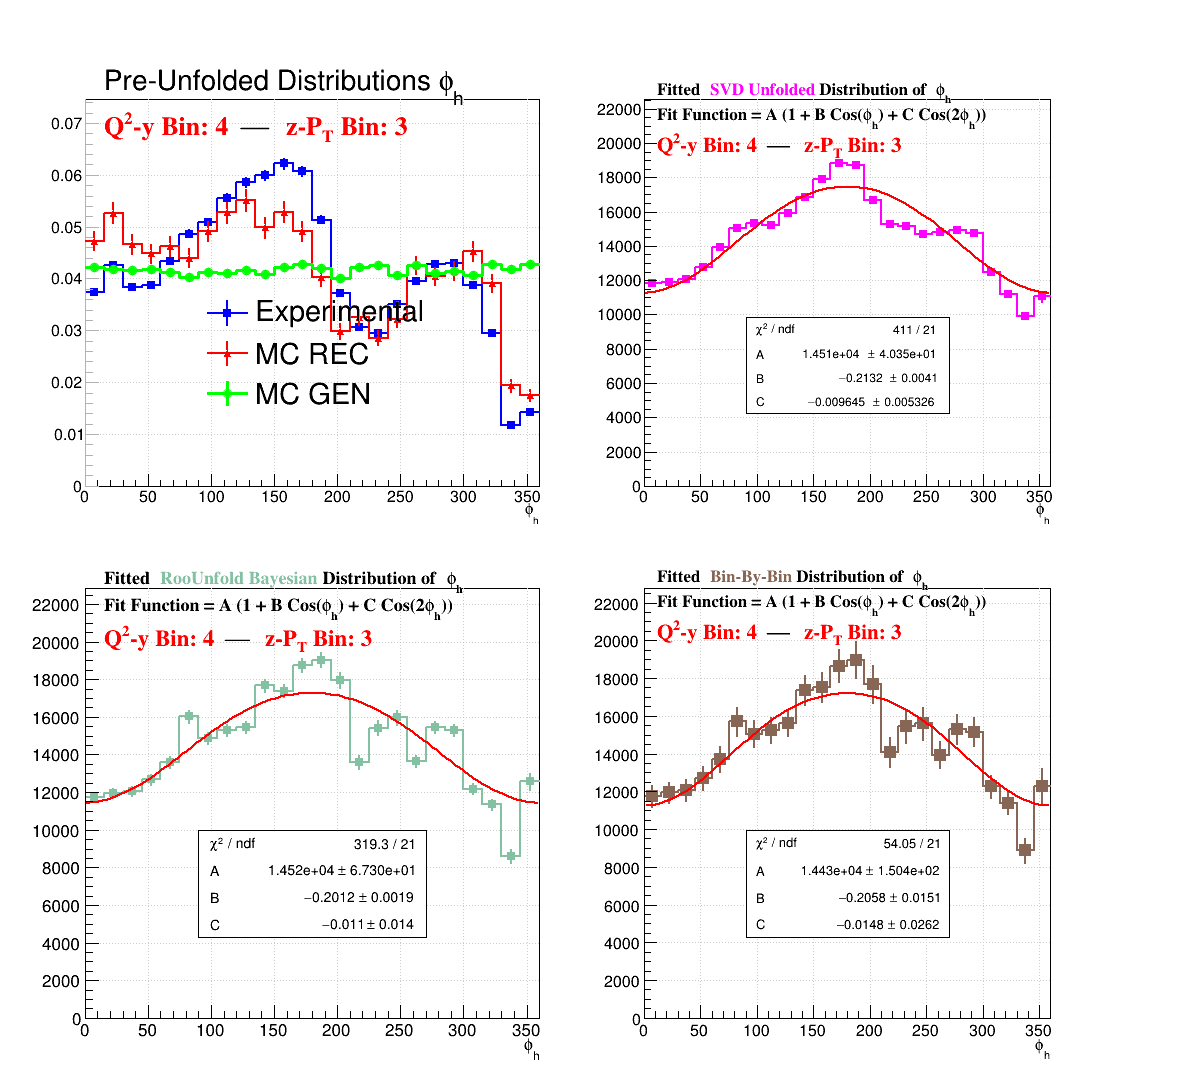 Pre-Unfolded Distributions ϕh
Q²-y Bin: 4 — z-PT Bin: 3
0.07
0.06
0.05
0.04
0.03
0.02
0.01
0
Experimental
MC REC
MC GEN
0 50 100 150 200 250 300 350
ϕh
Fitted SVD Unfolded Distribution of ϕh
Fit Function = A (1 + B Cos(ϕh) + C Cos(2ϕh))
Q²-y Bin: 4 — z-PT Bin: 3
22000
20000
18000
16000
14000
12000
10000
8000
6000
4000
2000
0
χ² / ndf 411 / 21
A 1.451e+04 ± 4.035e+01
B −0.2132 ± 0.0041
C −0.009645 ± 0.005326
0 50 100 150 200 250 300 350
ϕh
Fitted RooUnfold Bayesian Distribution of ϕh
Fit Function = A (1 + B Cos(ϕh) + C Cos(2ϕh))
Q²-y Bin: 4 — z-PT Bin: 3
22000
20000
18000
16000
14000
12000
10000
8000
6000
4000
2000
0
χ² / ndf 319.3 / 21
A 1.452e+04 ± 6.730e+01
B −0.2012 ± 0.0019
C −0.011 ± 0.014
0 50 100 150 200 250 300 350
ϕh
Fitted Bin-By-Bin Distribution of ϕh
Fit Function = A (1 + B Cos(ϕh) + C Cos(2ϕh))
Q²-y Bin: 4 — z-PT Bin: 3
22000
20000
18000
16000
14000
12000
10000
8000
6000
4000
2000
0
χ² / ndf 54.05 / 21
A 1.443e+04 ± 1.504e+02
B −0.2058 ± 0.0151
C −0.0148 ± 0.0262
0 50 100 150 200 250 300 350
ϕh